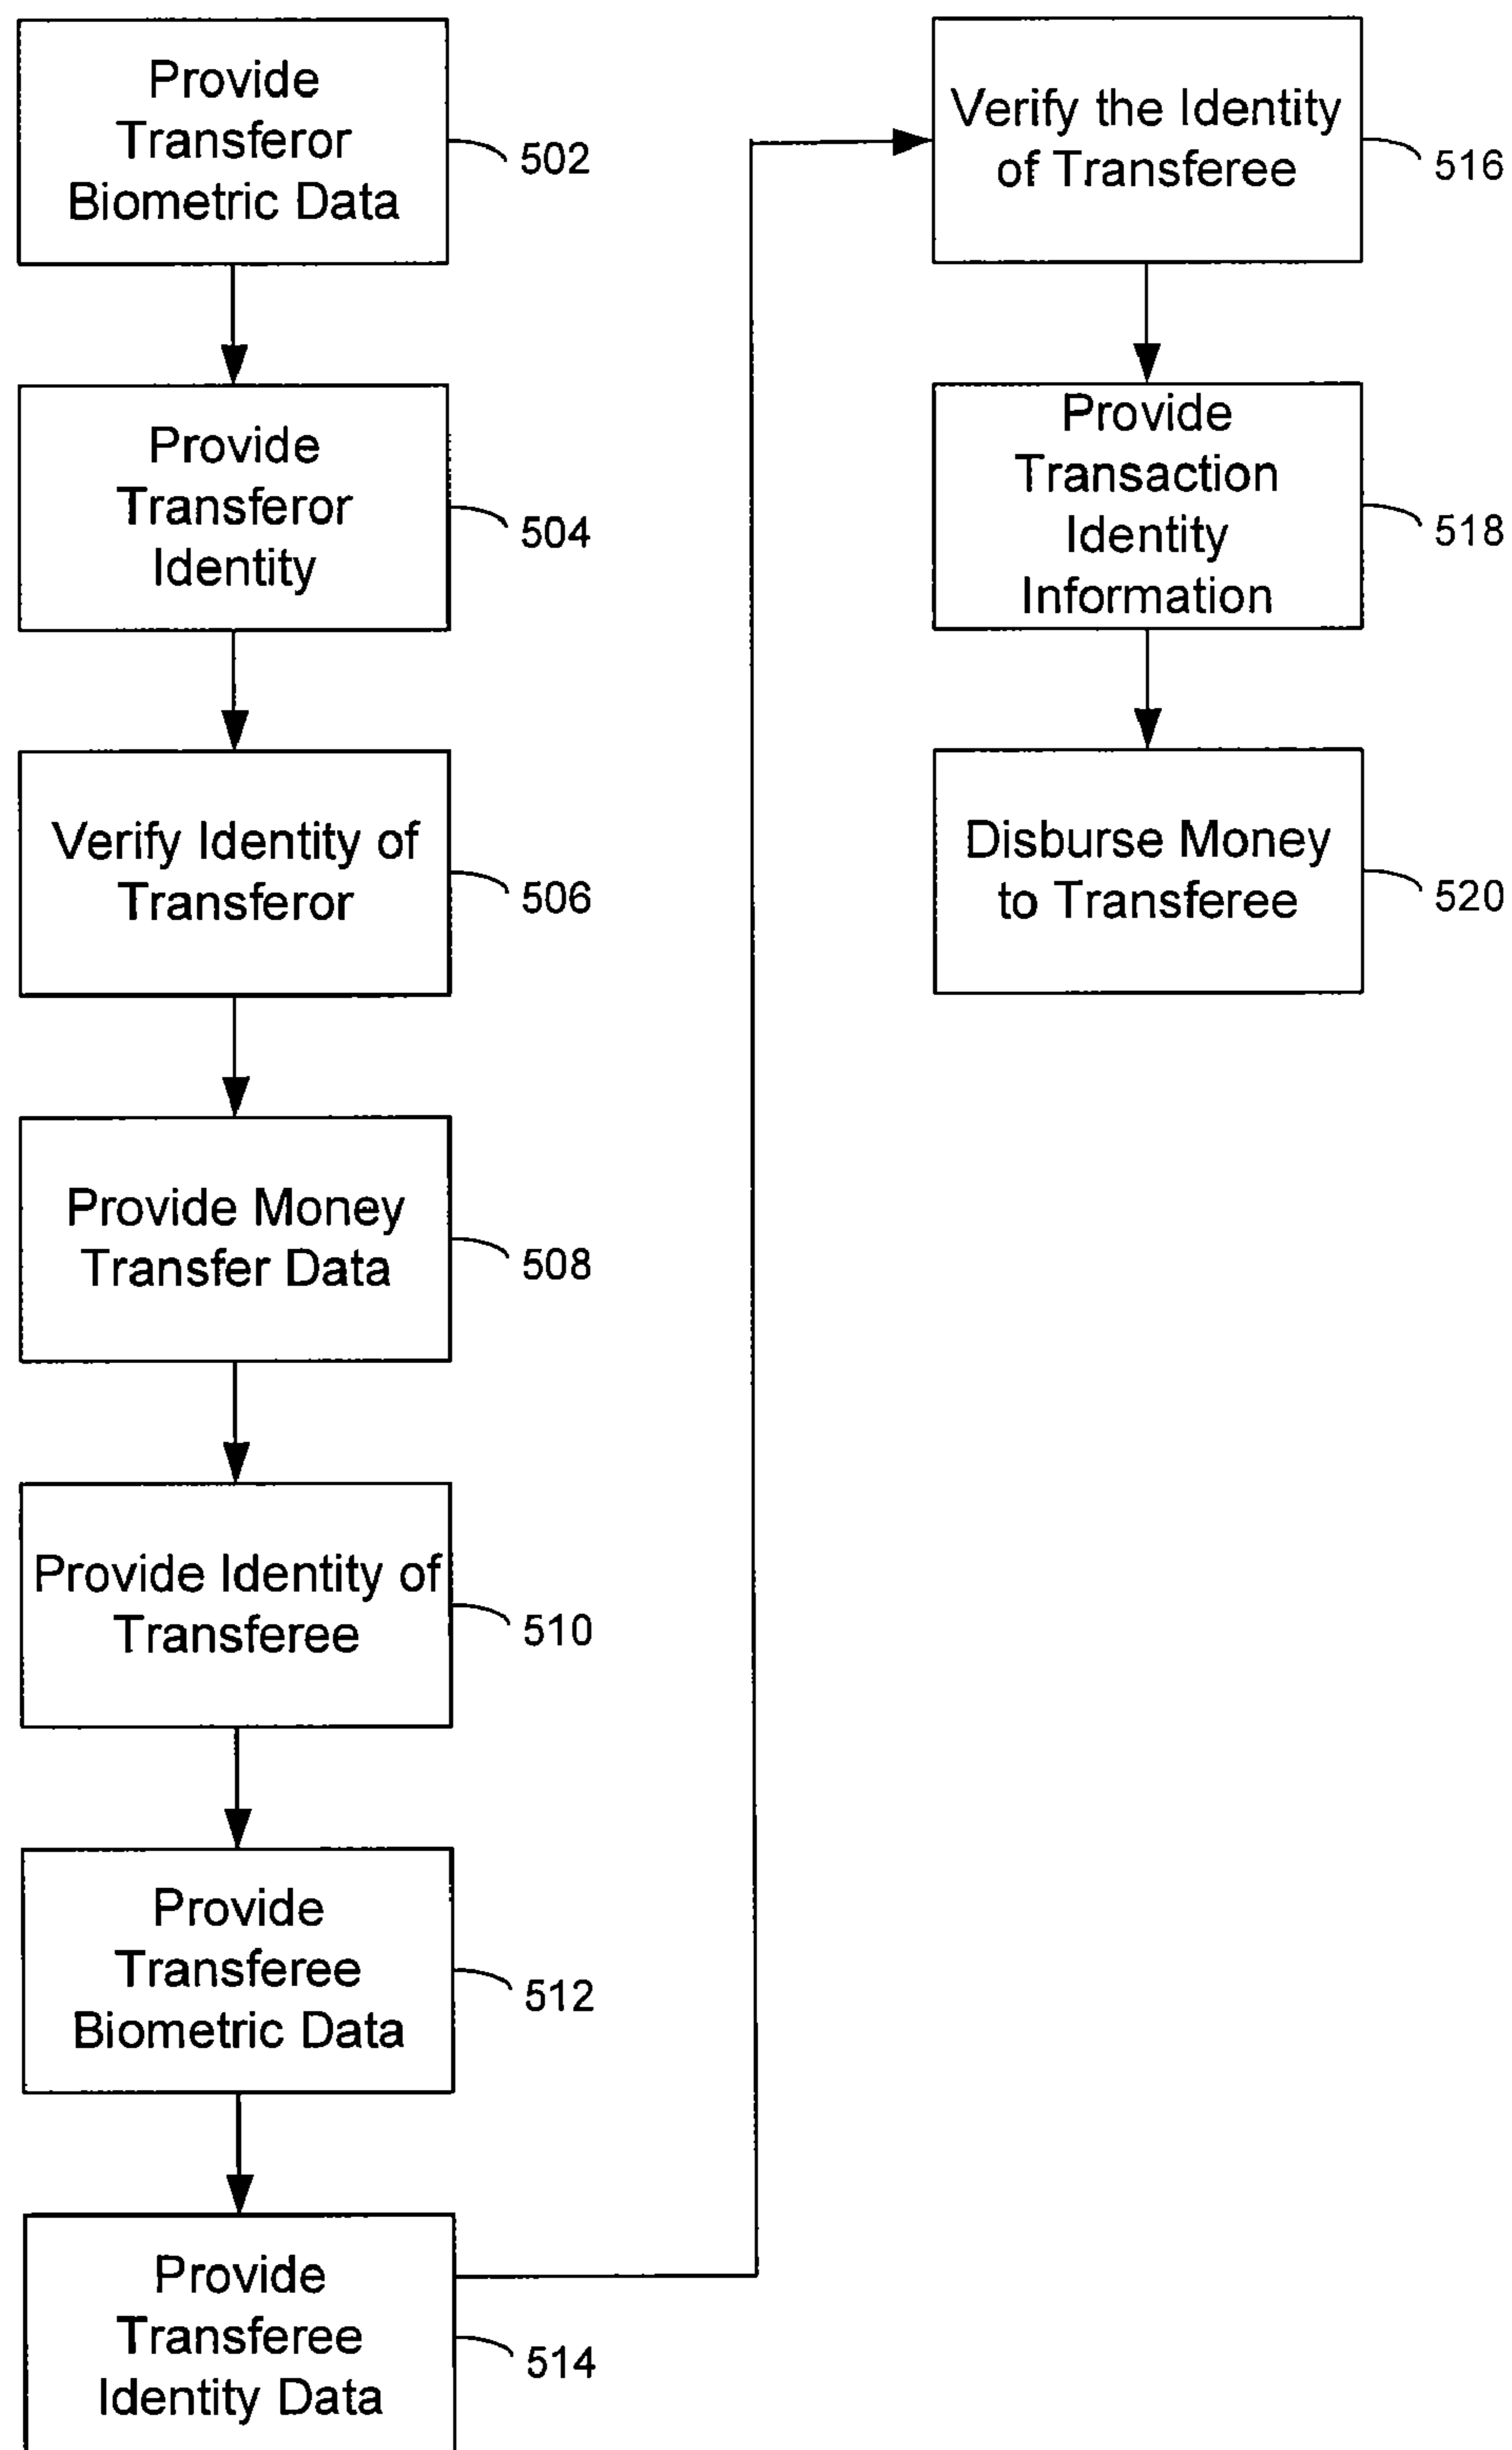 Provide
Transferor
Biometric Data
502
Provide
Transferor
Identity
504
Verify Identity of
Transferor
506
Provide Money
Transfer Data
508
Provide Identity of
Transferee
510
Provide
Transferee
Biometric Data
512
Provide
Transferee
Identity Data
514
Verify the Identity
of Transferee
516
Provide
Transaction
Identity
Information
518
Disburse Money
to Transferee
520